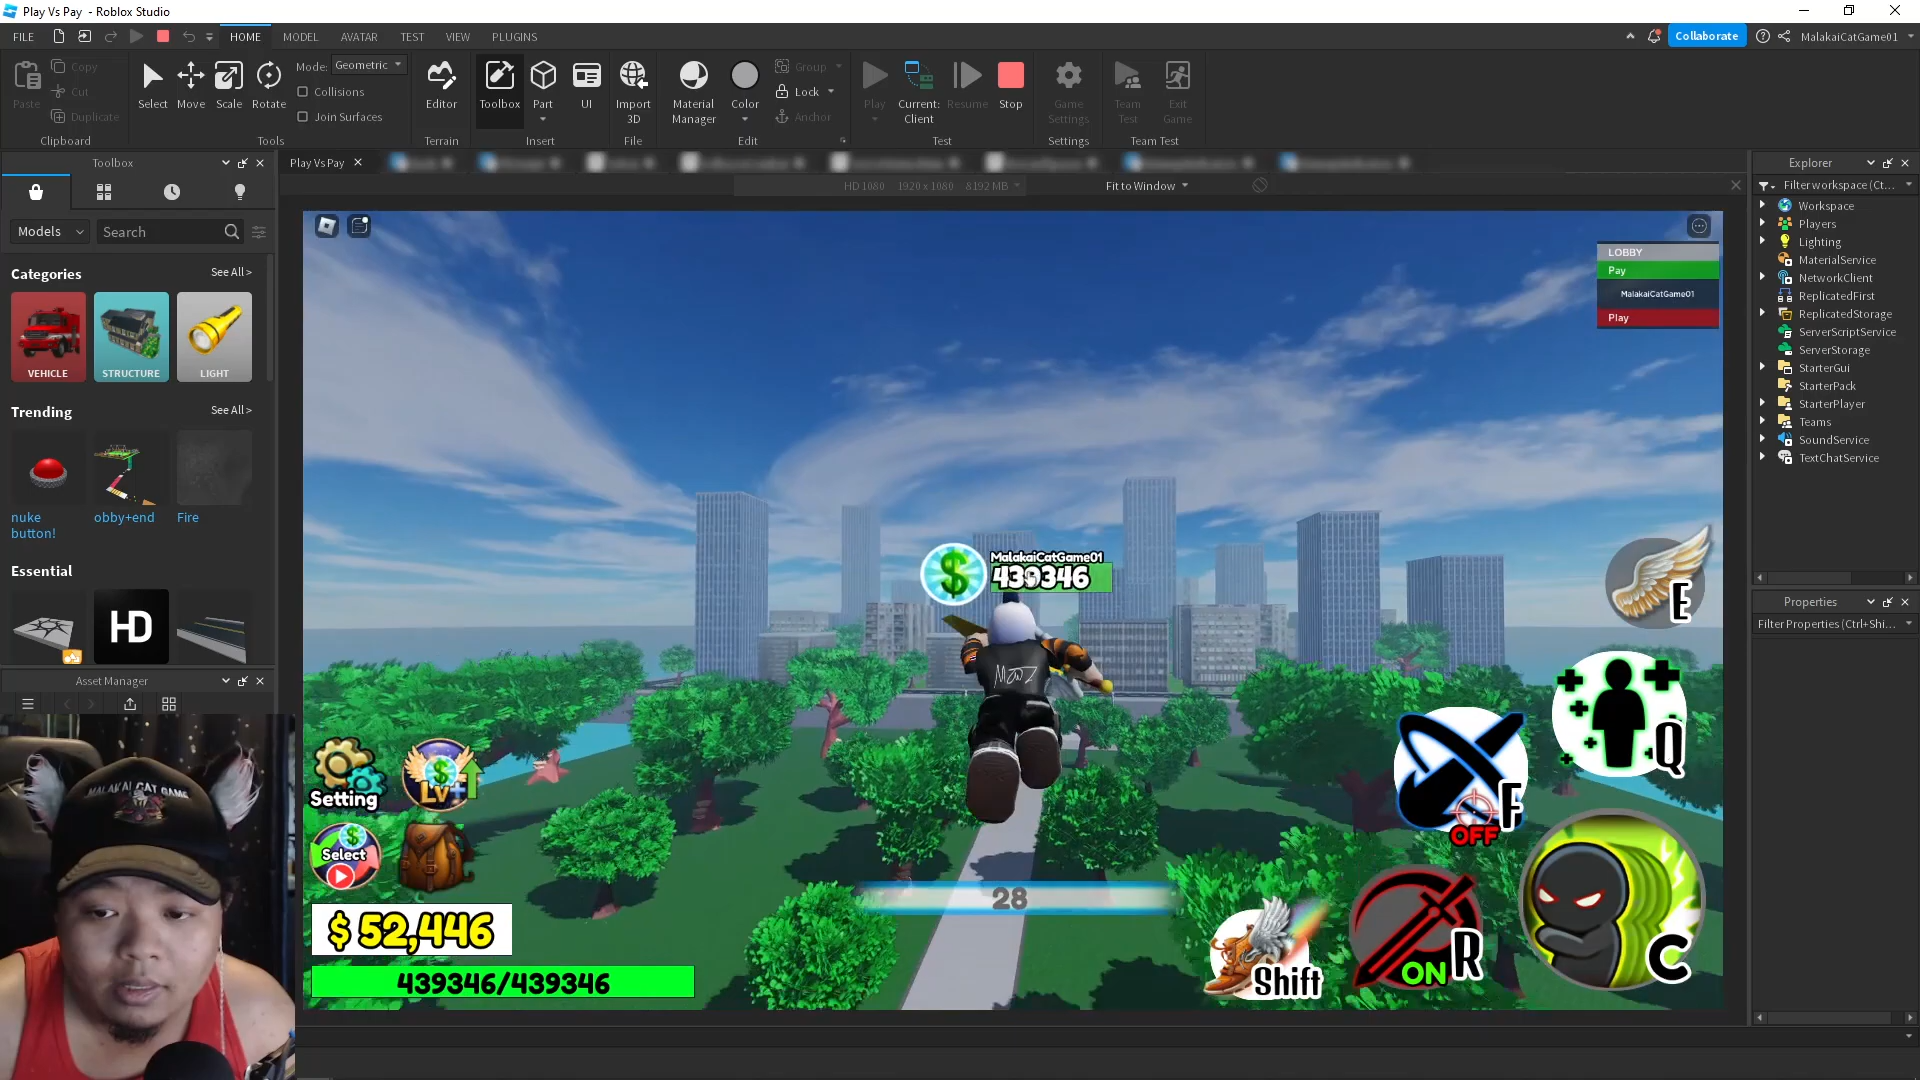 Play Vs Pay - Roblox Studio
FILE
HOME
MODEL
AVATAR
TEST
VIEW
PLUGINS
Collaborate
MalakaiCatGame01
Paste
Copy
Cut
Duplicate
Clipboard
Select
Move
Scale
Rotate
Mode: Geometric
Collisions
Join Surfaces
Tools
Editor
Terrain
Toolbox
Part
UI
Insert
Import
3D
File
Material
Manager
Color
Group
Lock
Anchor
Edit
Play
Current:
Client
Resume
Stop
Test
Game
Settings
Settings
Team
Test
Exit
Game
Team Test
Toolbox
Play Vs Pay
Explorer
HD 1080 1920 x 1080 8192 MB
Fit to Window
Filter workspace (Ct...
Models
Search
Categories
See All >
VEHICLE
STRUCTURE
LIGHT
Trending
See All >
nuke
button!
obby+end
Fire
Essential
HD
Asset Manager
Workspace
Players
Lighting
MaterialService
NetworkClient
ReplicatedFirst
ReplicatedStorage
ServerScriptService
ServerStorage
StarterGui
StarterPack
StarterPlayer
Teams
SoundService
TextChatService
Properties
Filter Properties (Ctrl+Shi...
LOBBY
Pay
MalakaiCatGame01
Play
MalakaiCatGame01
439346
E
Q
F
OFF
R
ON
C
Shift
28
Setting
LV
Select
$ 52,446
439346/439346
MALAKAI CAT GAME